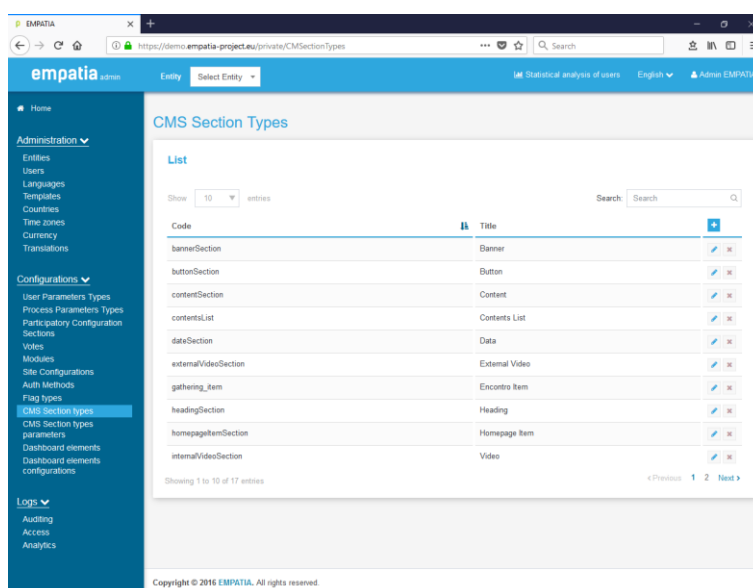 EMPATIA
https://demo.empatia-project.eu/private/CMSectionTypes
Search
empatia admin
Entity
Select Entity
Statistical analysis of users
English
Admin EMPATIA
Home
Administration
Entities
Users
Languages
Templates
Countries
Time zones
Currency
Translations
Configurations
User Parameters Types
Process Parameters Types
Participatory Configuration
Sections
Votes
Modules
Site Configurations
Auth Methods
Flag types
CMS Section types
CMS Section types
parameters
Dashboard elements
Dashboard elements
configurations
Logs
Auditing
Access
Analytics
CMS Section Types
List
Show 10 entries
Search: Search
Code Title
bannerSection Banner
buttonSection Button
contentSection Content
contentsList Contents List
dateSection Data
externalVideoSection External Video
gathering_item Encontro Item
headingSection Heading
homepageItemSection Homepage Item
internalVideoSection Video
Showing 1 to 10 of 17 entries
Previous 1 2 Next
Copyright © 2016 EMPATIA. All rights reserved.